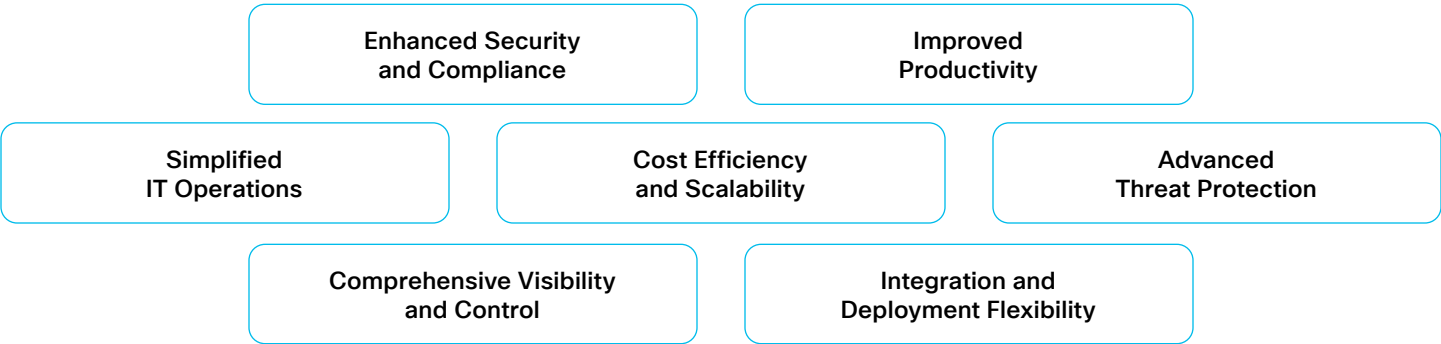 Enhanced Security
and Compliance
Improved
Productivity
Simplified
IT Operations
Cost Efficiency
and Scalability
Advanced
Threat Protection
Comprehensive Visibility
and Control
Integration and
Deployment Flexibility